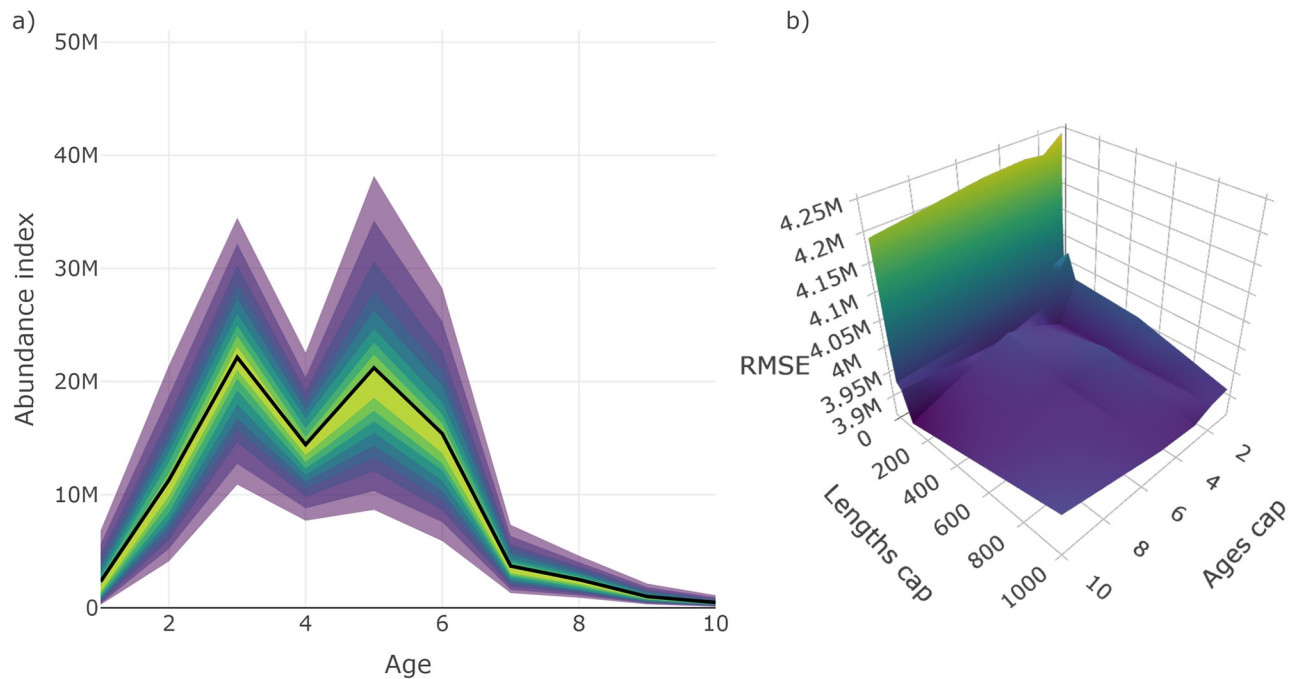 a)
50M
40M
30M
20M
10M
0
2
4
6
8
10
Age
Abundance index
b)
4.25M
4.2M
4.15M
4.1M
4.05M
4M
3.95M
3.9M
RMSE
0
200
400
600
800
1000
Lengths cap
2
4
6
8
10
Ages cap